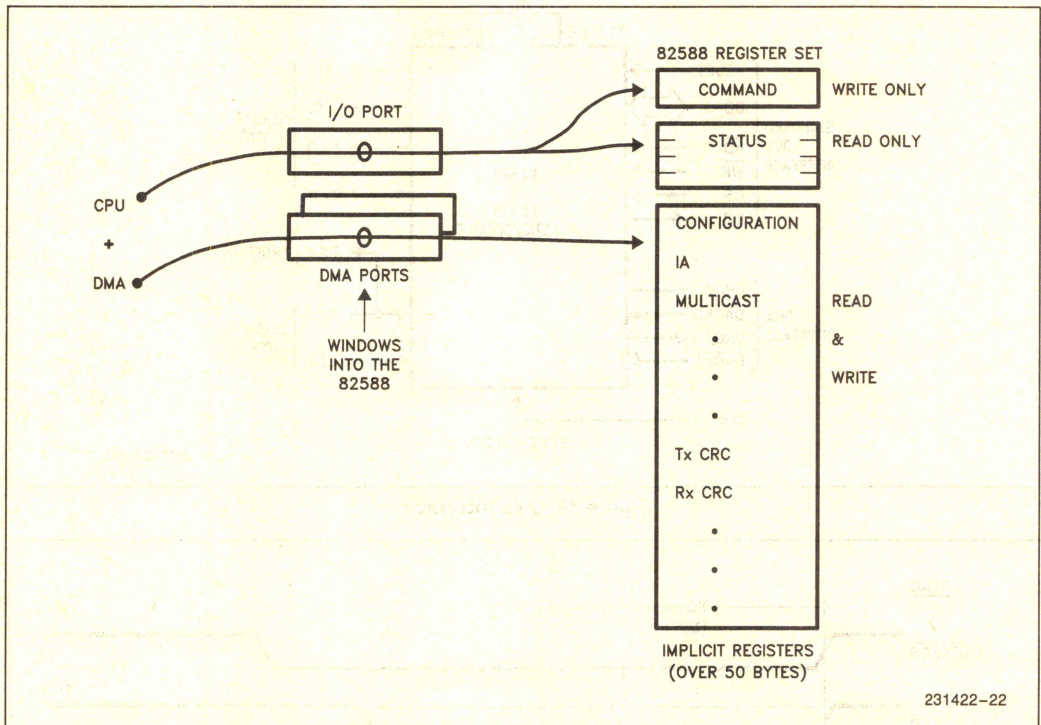 82588 REGISTER SET
COMMAND WRITE ONLY
I/O PORT
STATUS READ ONLY
CPU
+
DMA
DMA PORTS
WINDOWS
INTO THE
82588
CONFIGURATION
IA
MULTICAST READ
&
WRITE
Tx CRC
Rx CRC
IMPLICIT REGISTERS
(OVER 50 BYTES)
231422-22